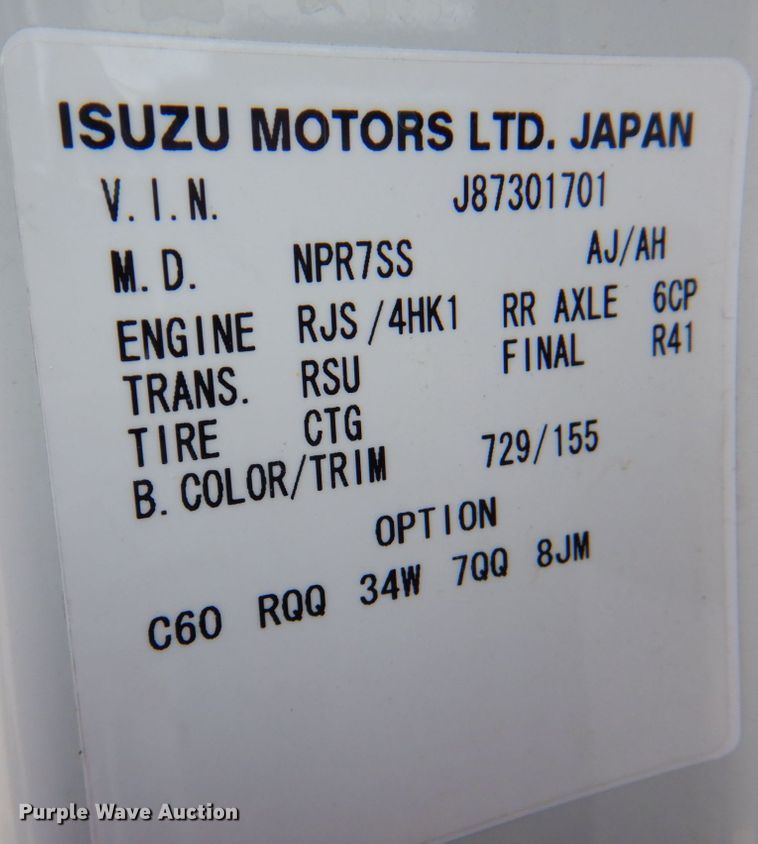 ISUZU MOTORS LTD. JAPAN
V.I.N. J87301701
M.D. NPR7SS AJ/AH
ENGINE RJS/4HK1 RR AXLE 6CP
TRANS. RSU FINAL R41
TIRE CTG
B.COLOR/TRIM 729/155
OPTION
C60 RQQ 34W 7QQ 8JM
Purple Wave Auction